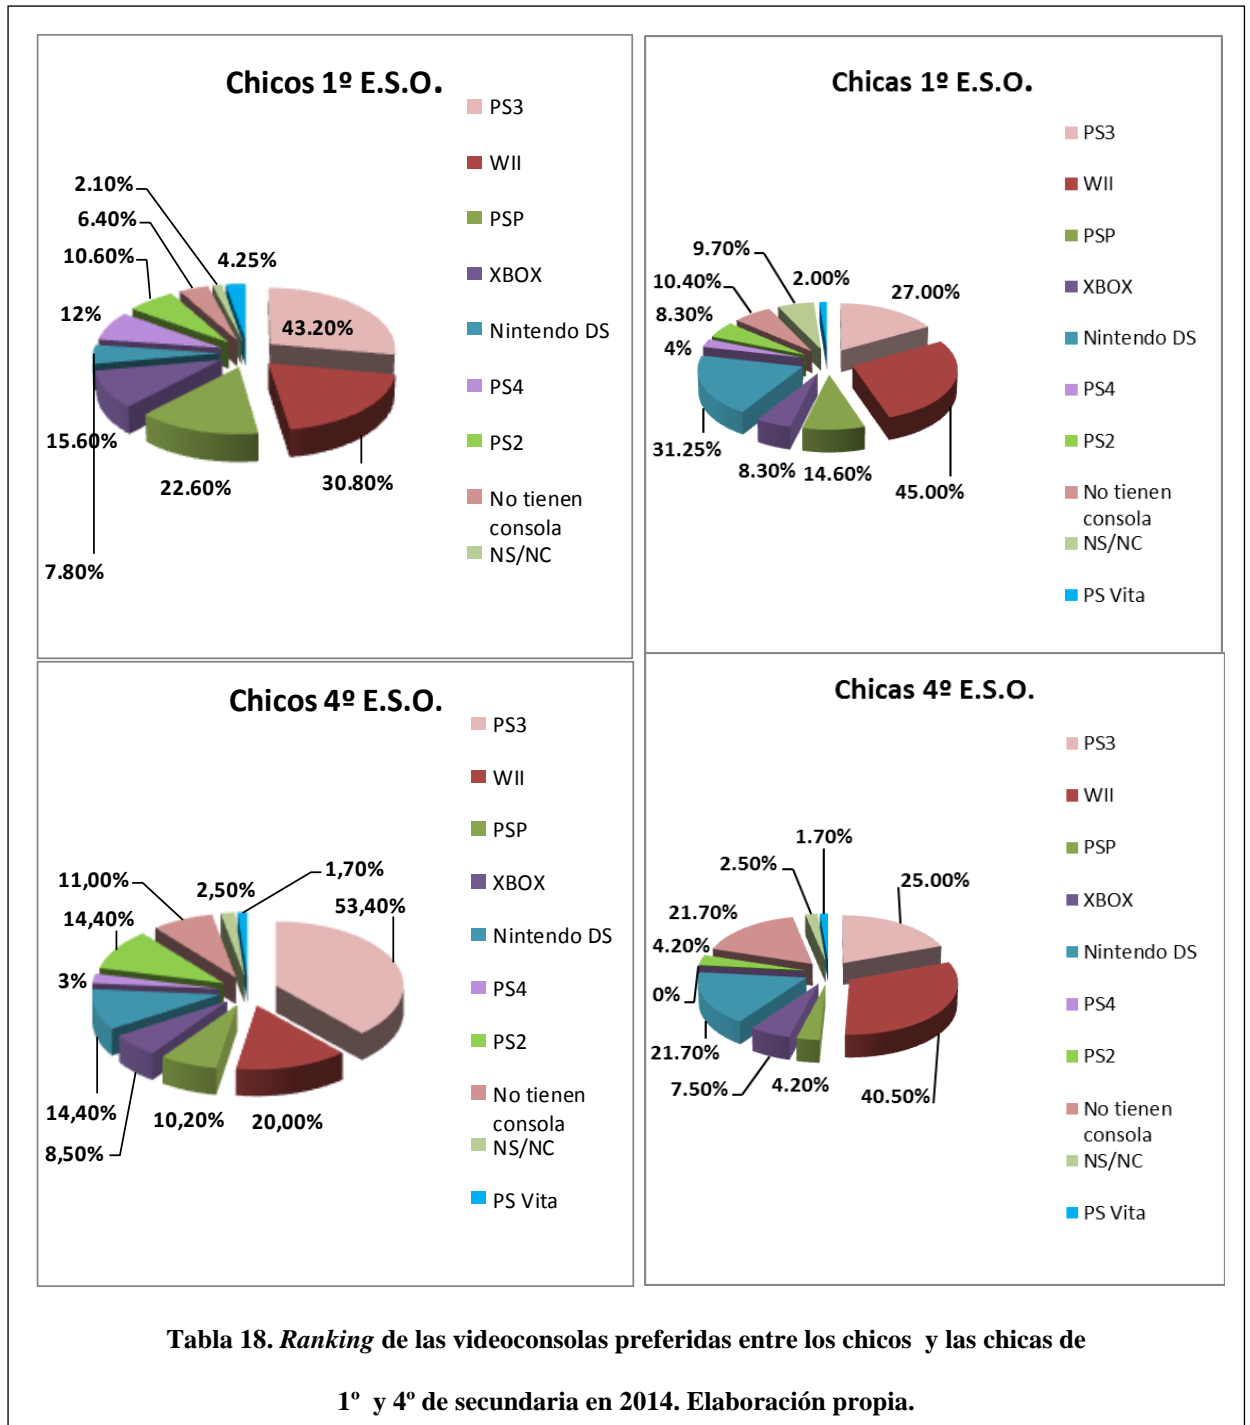 Chicos 1º E.S.O.
PS3
WII
PSP
XBOX
Nintendo DS
PS4
PS2
No tienen
consola
NS/NC
2.10%
6.40%
10.60%
12%
15.60%
7.80%
4.25%
43.20%
30.80%
22.60%
Chicas 1º E.S.O.
PS3
WII
PSP
XBOX
Nintendo DS
PS4
PS2
No tienen
consola
NS/NC
PS Vita
9.70%
10.40%
8.30%
4%
31.25%
8.30%
14.60%
45.00%
27.00%
2.00%
Chicos 4º E.S.O.
PS3
WII
PSP
XBOX
Nintendo DS
PS4
PS2
No tienen
consola
NS/NC
PS Vita
11,00%
14,40%
3%
14,40%
8,50%
10,20%
20,00%
53,40%
1,70%
2,50%
Chicas 4º E.S.O.
PS3
WII
PSP
XBOX
Nintendo DS
PS4
PS2
No tienen
consola
NS/NC
PS Vita
1.70%
2.50%
21.70%
4.20%
0%
21.70%
7.50%
4.20%
40.50%
25.00%
Tabla 18. Ranking de las videoconsolas preferidas entre los chicos y las chicas de
1º y 4º de secundaria en 2014. Elaboración propia.